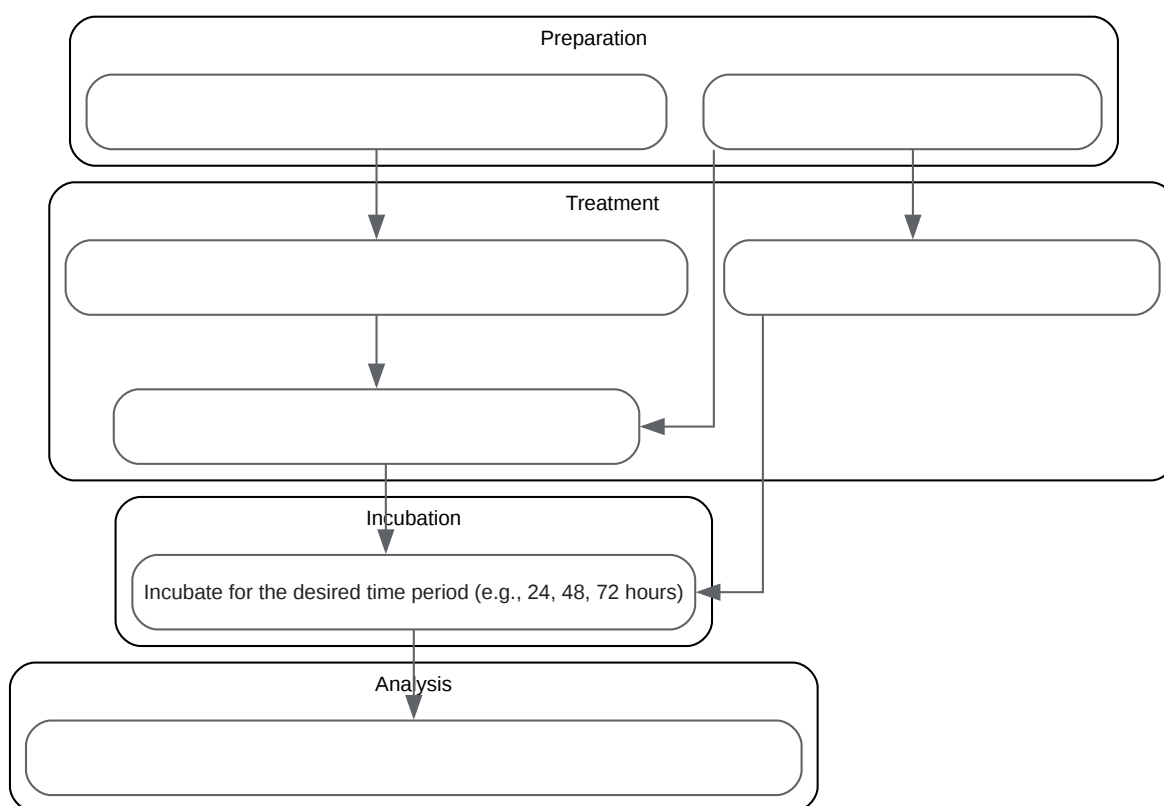 Preparation
Treatment
Incubation
Incubate for the desired time period (e.g., 24, 48, 72 hours)
Analysis